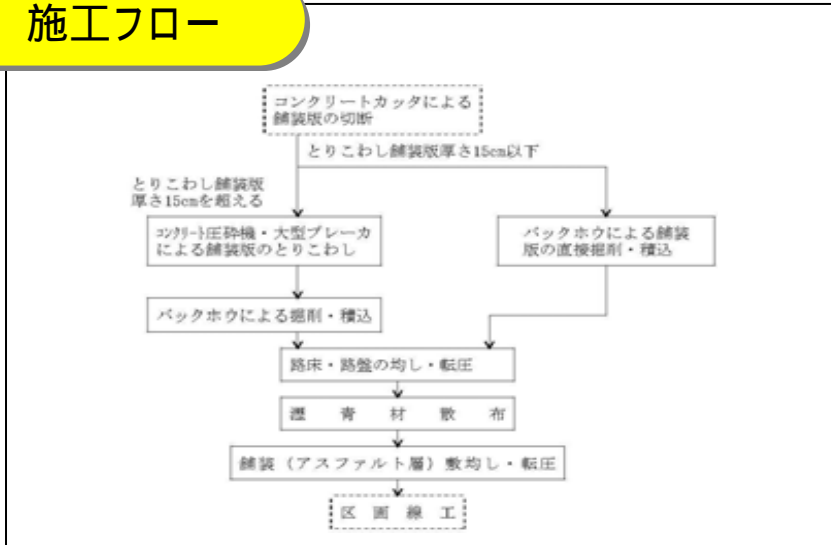 施工フロー
コンクリートカッタによる
舗装版の切断
とりこわし舗装版厚さ15cm以下
とりこわし舗装版
厚さ15cmを超える
コンクリート圧砕機・大型ブレーカ
による舗装版のとりこわし
バックホウによる舗装
版の直接掘削・積込
バックホウによる掘削・積込
路床・路盤の均し・転圧
瀝青材散布
舗装（アスファルト層）敷均し・転圧
区画線工